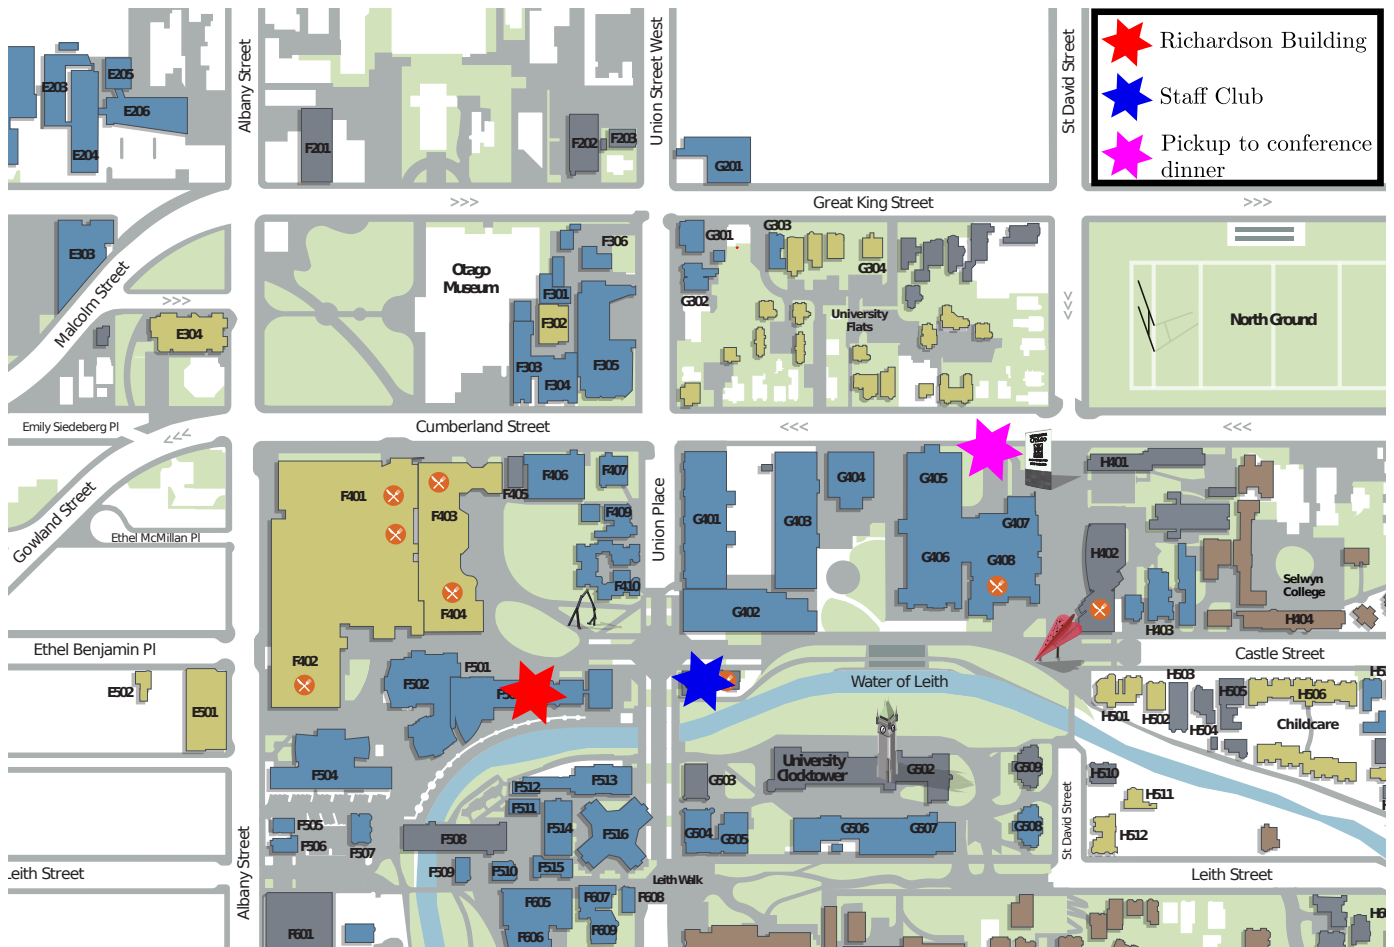 Richardson Building
Staff Club
Pickup to conference
dinner
Albany Street
Union Street West
St David Street
E203
E205
E206
E204
F201
F202
F203
G201
Great King Street
>>>
>>>
E303
Malcolm Street
>>>
E304
Otago
Museum
F306
F301
F302
F303
F304
F305
G301
G302
G303
G304
University
Flats
<<<
North Ground
Emily Siedeberg Pl
<<<
Cumberland Street
<<<
<<<
Gowland Street
Ethel McMillan Pl
F401
F403
F404
F402
F405
F406
F407
F409
F410
Union Place
G401
G403
G404
G402
G405
G406
G407
G408
H401
H402
H403
H404
Selwyn
College
Ethel Benjamin Pl
Castle Street
E502
E501
F501
F502
Water of Leith
H501
H502
H503
H504
H505
H506
Childcare
F504
F512
F513
F511
F514
F516
F505
F506
F507
F508
F509
F510
F515
G503
University
Clocktower
G502
G509
G504
G505
G506
G507
G508
St David Street
H510
H511
H512
Leith Walk
Leith Street
Albany Street
F601
F605
F606
F607
F608
F609